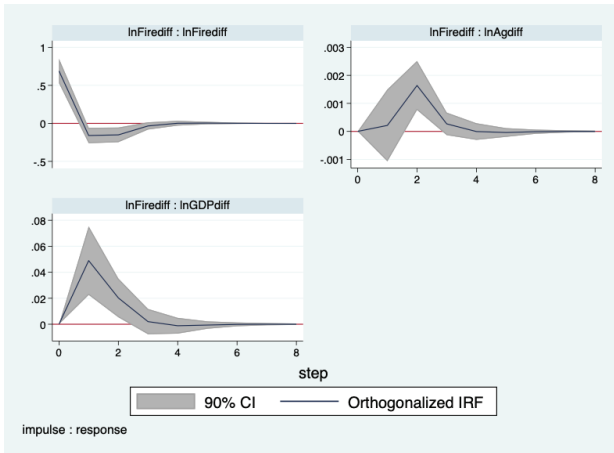 lnFirediff : lnFirediff
1
.5
0
-.5
lnFirediff : lnAgdiff
.003
.002
.001
0
-.001
0 2 4 6 8
lnFirediff : lnGDPdiff
.08
.06
.04
.02
0
0 2 4 6 8
step
90% CI Orthogonalized IRF
impulse : response